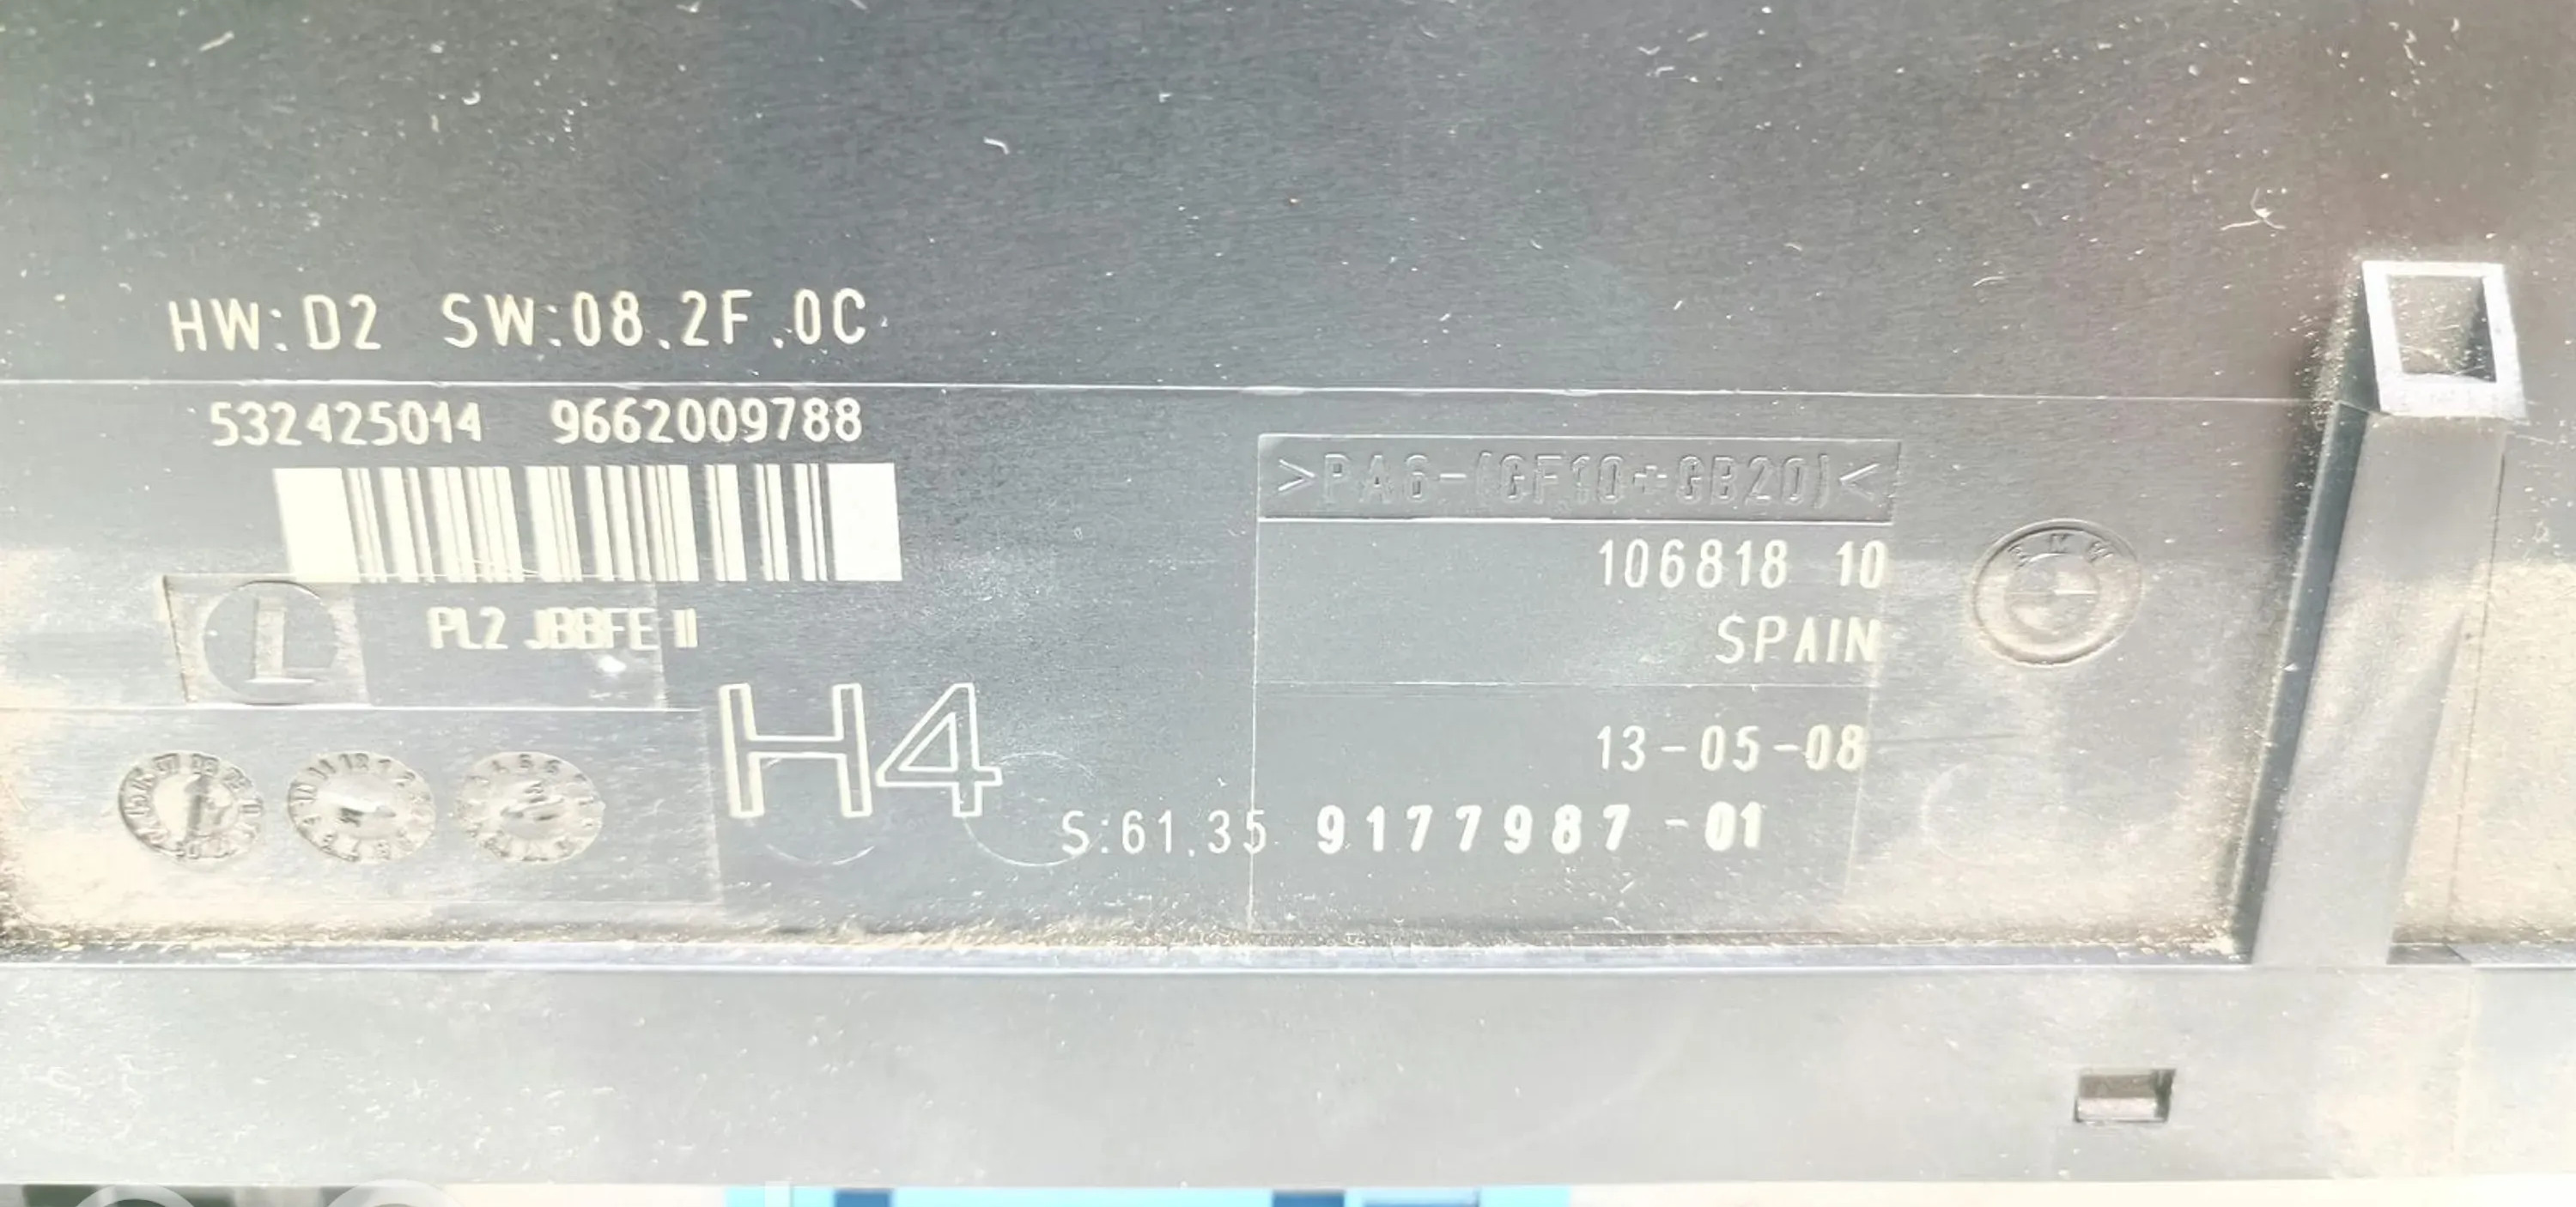 HW:D2 SW:08.2F.0C
532425014 9662009788
PL2 JBBFE II
L
H4
>PA6-(GF10+GB20)<
106818 10
SPAIN
BMW
13-05-08
S:61.35 9177987-01